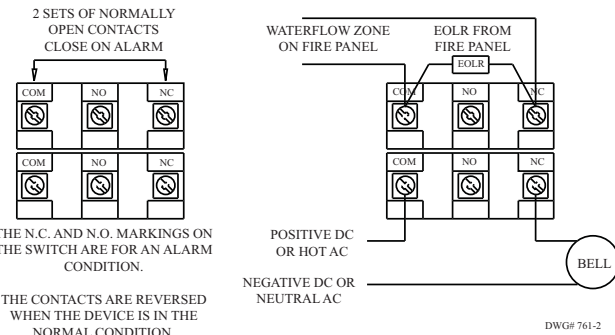 2 SETS OF NORMALLY
OPEN CONTACTS
CLOSE ON ALARM
COM
NO
NC
COM
NO
NC
THE N.C. AND N.O. MARKINGS ON
THE SWITCH ARE FOR AN ALARM
CONDITION.
THE CONTACTS ARE REVERSED
WHEN THE DEVICE IS IN THE
NORMAL CONDITION
WATERFLOW ZONE
ON FIRE PANEL
EOLR FROM
FIRE PANEL
EOLR
COM
NO
NC
COM
NO
NC
POSITIVE DC
OR HOT AC
NEGATIVE DC OR
NEUTRAL AC
BELL
DWG# 761-2